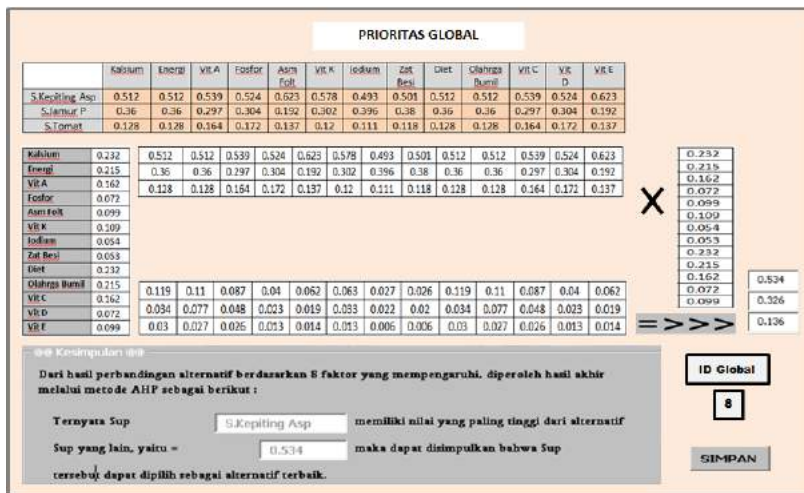 PRIORITAS GLOBAL
Kalsium Energi Vit A Fosfor Asm Folt Vit K Iodium Zat Besi Diet Olahrga Bumil Vit C Vit D Vit E
S.Kepiting Asp 0.512 0.512 0.539 0.524 0.623 0.578 0.493 0.501 0.512 0.512 0.539 0.524 0.623
S.Jamur P 0.36 0.36 0.297 0.304 0.192 0.302 0.396 0.38 0.36 0.36 0.297 0.304 0.192
S.Tomat 0.128 0.128 0.164 0.172 0.137 0.12 0.111 0.118 0.128 0.128 0.164 0.172 0.137
Kalsium 0.232
Energi 0.215
Vit A 0.162
Fosfor 0.072
Asm Folt 0.099
Vit K 0.109
Iodium 0.054
Zat Besi 0.053
Diet 0.232
Olahrga Bumil 0.215
Vit C 0.162
Vit D 0.072
Vit E 0.099
0.512 0.512 0.539 0.524 0.623 0.578 0.493 0.501 0.512 0.512 0.539 0.524 0.623
0.36 0.36 0.297 0.304 0.192 0.302 0.396 0.38 0.36 0.36 0.297 0.304 0.192
0.128 0.128 0.164 0.172 0.137 0.12 0.111 0.118 0.128 0.128 0.164 0.172 0.137
X
0.232
0.215
0.162
0.072
0.099
0.109
0.054
0.053
0.232
0.215
0.162
0.072
0.099
0.119 0.11 0.087 0.04 0.062 0.063 0.027 0.026 0.119 0.11 0.087 0.04 0.062
0.034 0.077 0.048 0.023 0.019 0.033 0.022 0.02 0.034 0.077 0.048 0.023 0.019
0.03 0.027 0.026 0.013 0.014 0.013 0.006 0.006 0.03 0.027 0.026 0.013 0.014
=>>>
0.534
0.326
0.136
@@ Kesimpulan @@
Dari hasil perbandingan alternatif berdasarkan 8 faktor yang mempengaruhi, diperoleh hasil akhir
melalui metode AHP sebagai berikut :
Ternyata Sup S.Kepiting Asp memiliki nilai yang paling tinggi dari alternatif
Sup yang lain, yaitu = 0.534 maka dapat disimpulkan bahwa Sup
tersebut dapat dipilih sebagai alternatif terbaik.
ID Global
8
SIMPAN